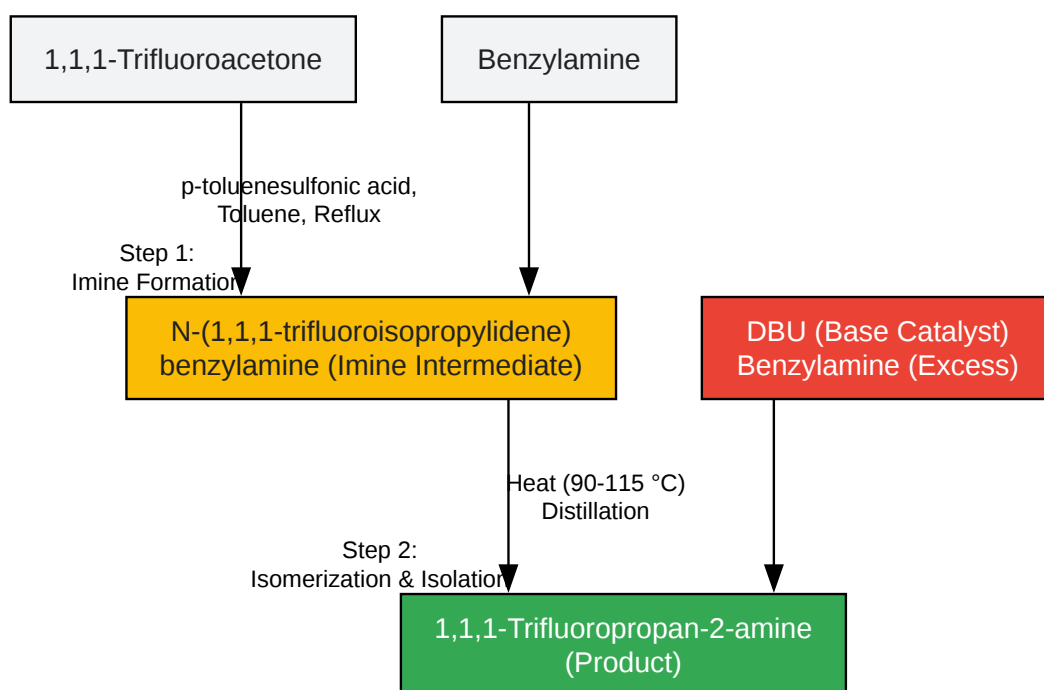 1,1,1-Trifluoroacetone
Benzylamine
p-toluenesulfonic acid,
Toluene, Reflux
Step 1:
Imine Formation
N-(1,1,1-trifluoroisopropylidene)
benzylamine (Imine Intermediate)
DBU (Base Catalyst)
Benzylamine (Excess)
Heat (90-115 °C)
Distillation
Step 2:
Isomerization & Isolation
1,1,1-Trifluoropropan-2-amine
(Product)